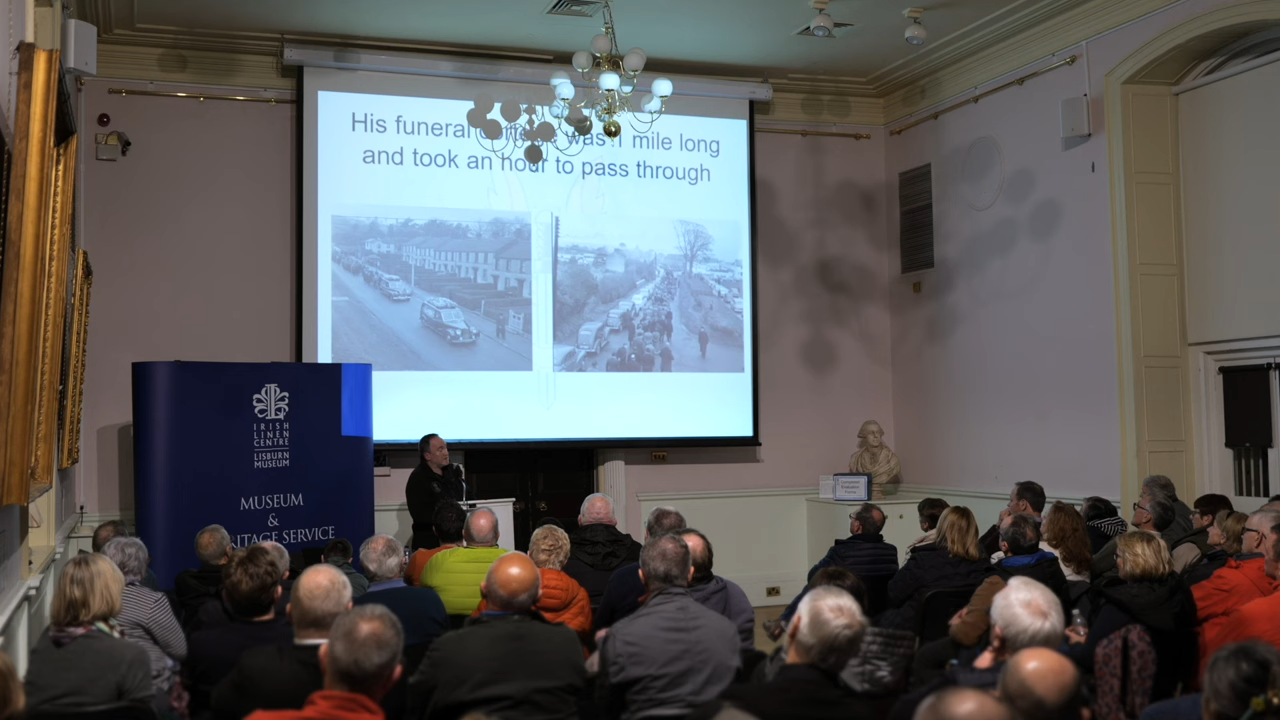 His funeral cortege was 1 mile long
and took an hour to pass through
IRISH
LINEN
CENTRE
LISBURN
MUSEUM
MUSEUM
&
SERVICE